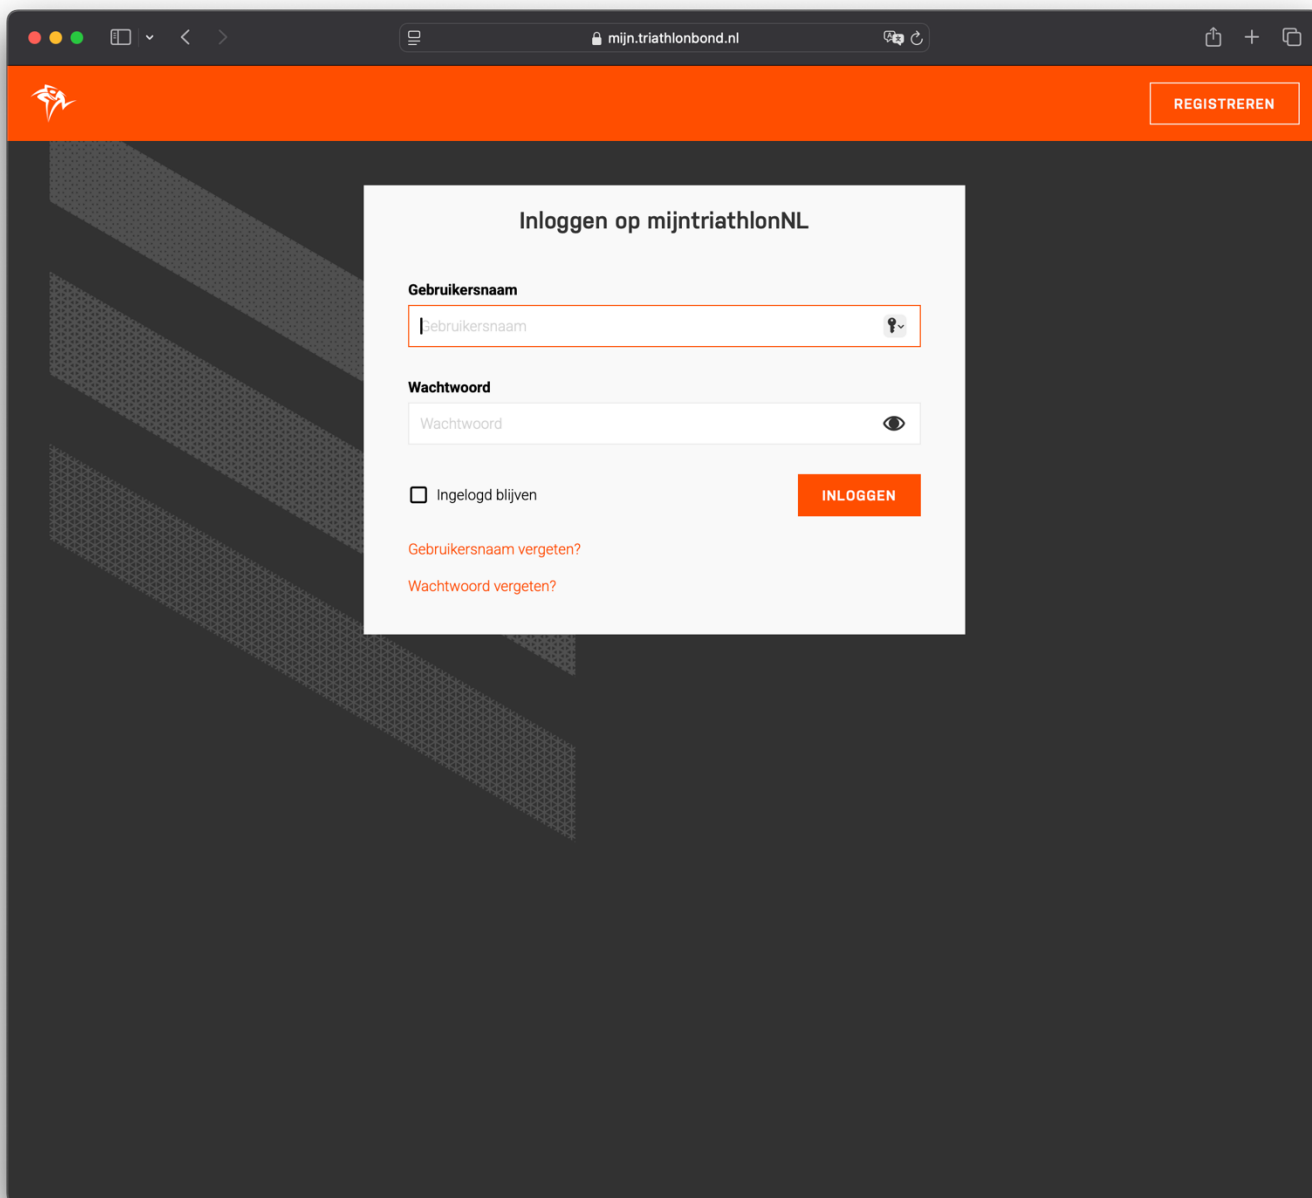 mijn.triathlonbond.nl
REGISTREREN
Inloggen op mijntriathlonNL
Gebruikersnaam
Gebruikersnaam
Wachtwoord
Wachtwoord
Ingelogd blijven
INLOGGEN
Gebruikersnaam vergeten?
Wachtwoord vergeten?